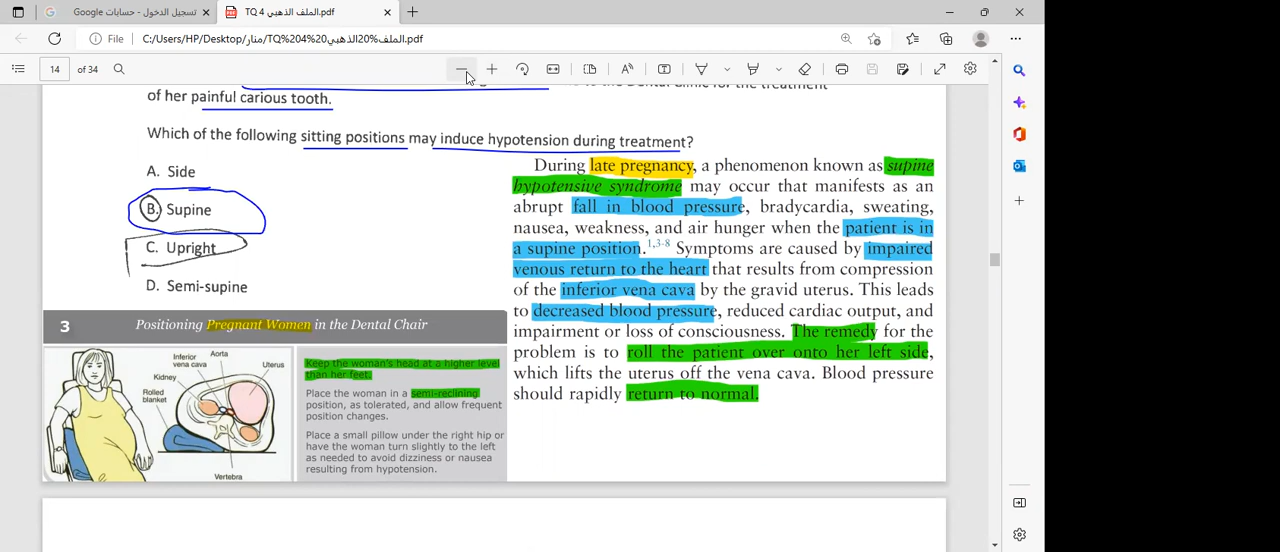 تسجيل الدخول - حسابات Google
TQ 4 الملف الذهبي.pdf
File
C:/Users/HP/Desktop/منار/TQ%204%20الملف%20الذهبي.pdf
14 of 34
to the Dental Clinic for the treatment
of her painful carious tooth.
Which of the following sitting positions may induce hypotension during treatment?
A. Side
B. Supine
C. Upright
D. Semi-supine
During late pregnancy, a phenomenon known as supine
hypotensive syndrome may occur that manifests as an
abrupt fall in blood pressure, bradycardia, sweating,
nausea, weakness, and air hunger when the patient is in
a supine position.1,3-8 Symptoms are caused by impaired
venous return to the heart that results from compression
of the inferior vena cava by the gravid uterus. This leads
to decreased blood pressure, reduced cardiac output, and
impairment or loss of consciousness. The remedy for the
problem is to roll the patient over onto her left side,
which lifts the uterus off the vena cava. Blood pressure
should rapidly return to normal.
3 Positioning Pregnant Women in the Dental Chair
Inferior
vena cava
Aorta
Uterus
Kidney
Rolled
blanket
Vertebra
Keep the woman's head at a higher level
than her feet.
Place the woman in a semi-reclining
position, as tolerated, and allow frequent
position changes.
Place a small pillow under the right hip or
have the woman turn slightly to the left
as needed to avoid dizziness or nausea
resulting from hypotension.